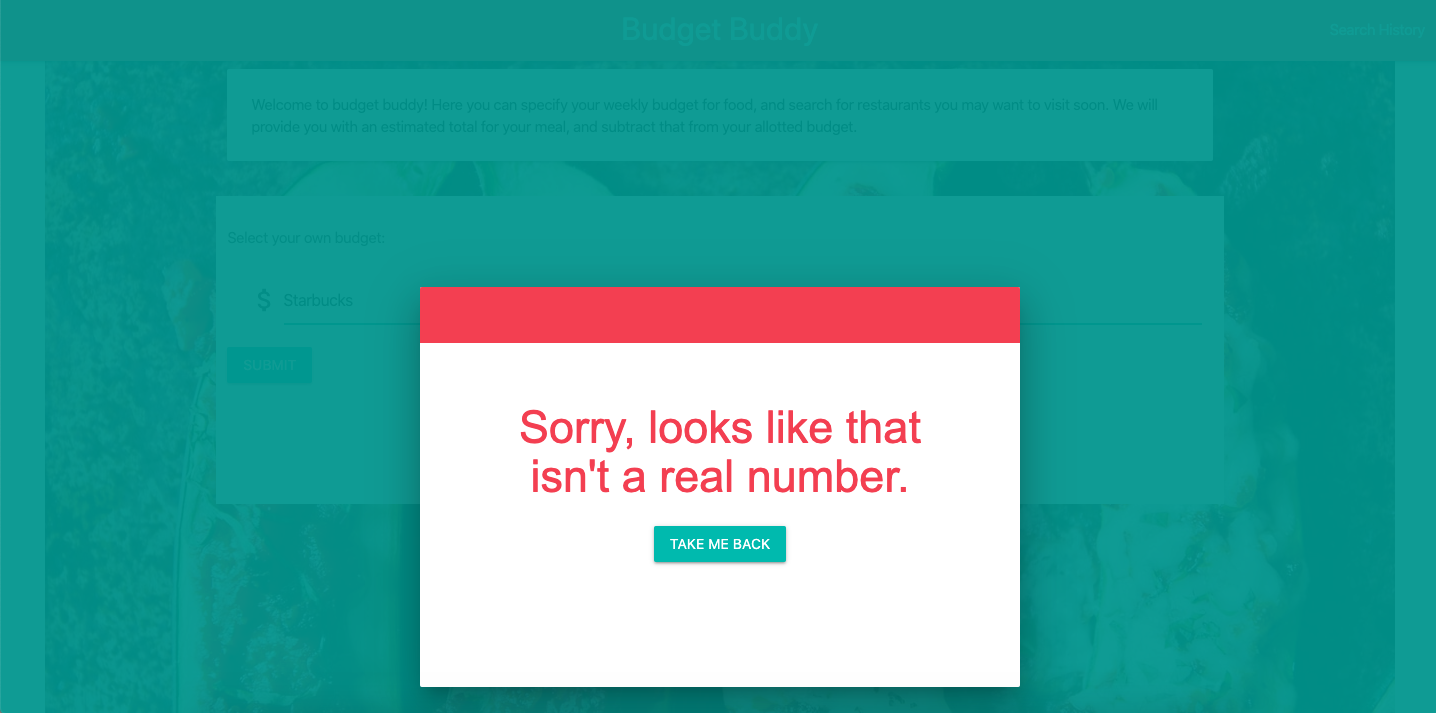 Budget Buddy
Search History
Welcome to budget buddy! Here you can specify your weekly budget for food, and search for restaurants you may want to visit soon. We will
provide you with an estimated total for your meal, and subtract that from your allotted budget.
Select your own budget:
$ Starbucks
SUBMIT
Sorry, looks like that
isn't a real number.
TAKE ME BACK